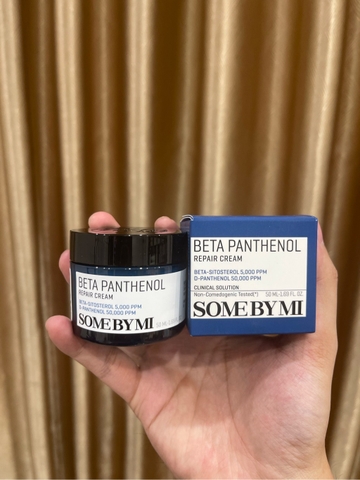 BETA PANTHENOL
REPAIR CREAM
BETA-SITOSTEROL 5,000 PPM
D-PANTHENOL 50,000 PPM
SOME BY MI
BETA PANTHENOL
REPAIR CREAM
BETA-SITOSTEROL 5,000 PPM
D-PANTHENOL 50,000 PPM
CLINICAL SOLUTION
Non-Comedogenic Tested(*) 50 ML·1.69 FL. OZ.
SOME BY MI